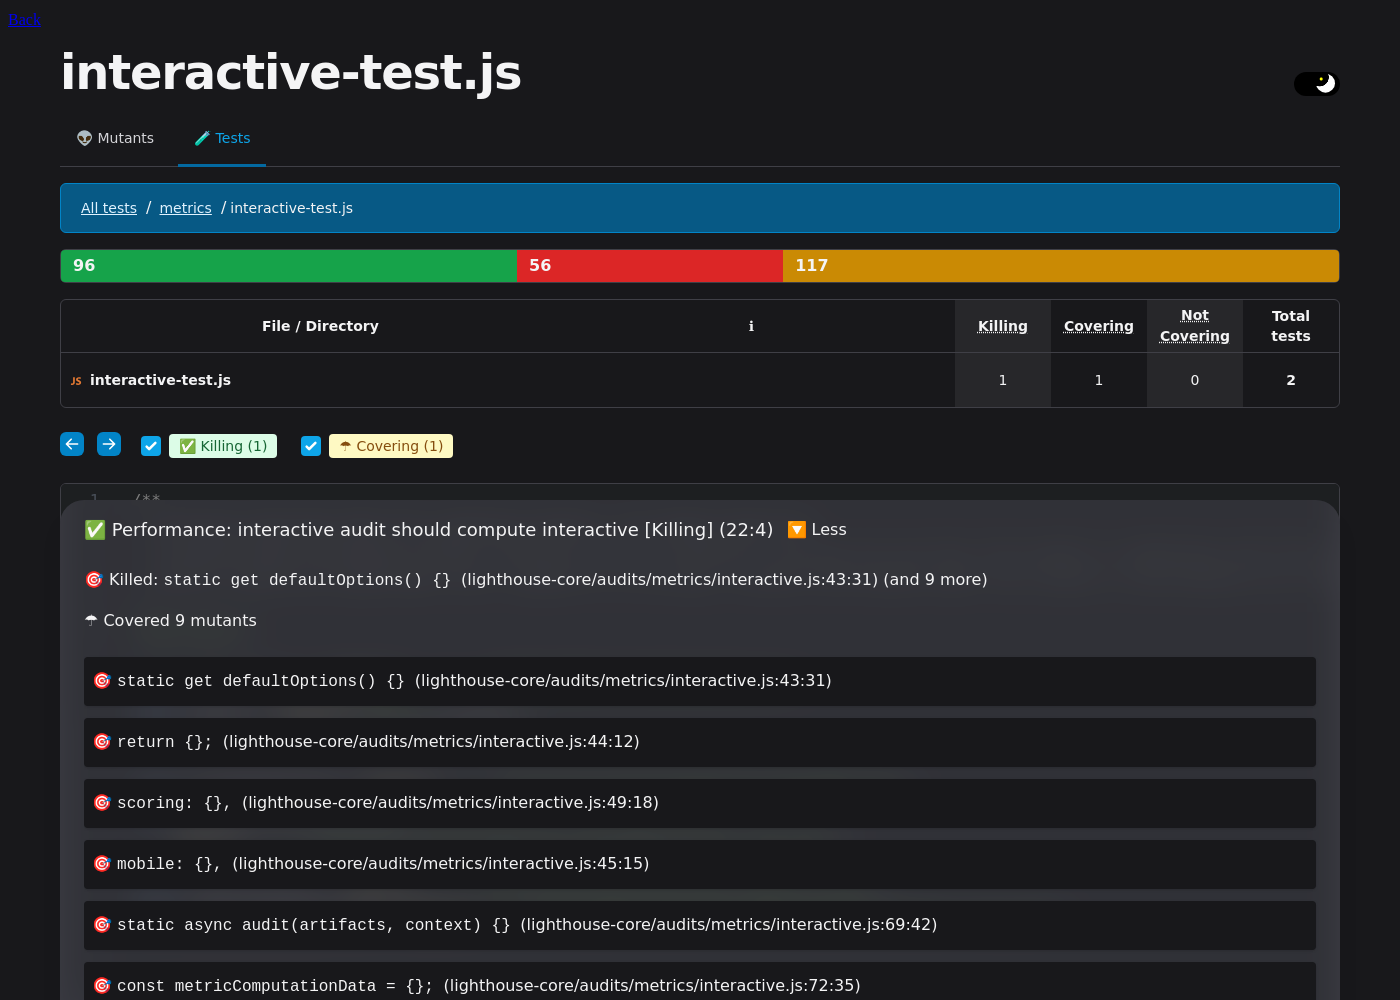 Back
interactive-test.js
👽 Mutants 🧪 Tests
All tests / metrics / interactive-test.js
96 56 117
File / Directory ℹ Killing Covering Not Covering Total tests
JS interactive-test.js 1 1 0 2
✅ Killing (1) ☂ Covering (1)
1 /**
✅ Performance: interactive audit should compute interactive [Killing] (22:4) 🔽 Less
🎯 Killed: static get defaultOptions() {} (lighthouse-core/audits/metrics/interactive.js:43:31) (and 9 more)
☂ Covered 9 mutants
🎯 static get defaultOptions() {} (lighthouse-core/audits/metrics/interactive.js:43:31)
🎯 return {}; (lighthouse-core/audits/metrics/interactive.js:44:12)
🎯 scoring: {}, (lighthouse-core/audits/metrics/interactive.js:49:18)
🎯 mobile: {}, (lighthouse-core/audits/metrics/interactive.js:45:15)
🎯 static async audit(artifacts, context) {} (lighthouse-core/audits/metrics/interactive.js:69:42)
🎯 const metricComputationData = {}; (lighthouse-core/audits/metrics/interactive.js:72:35)